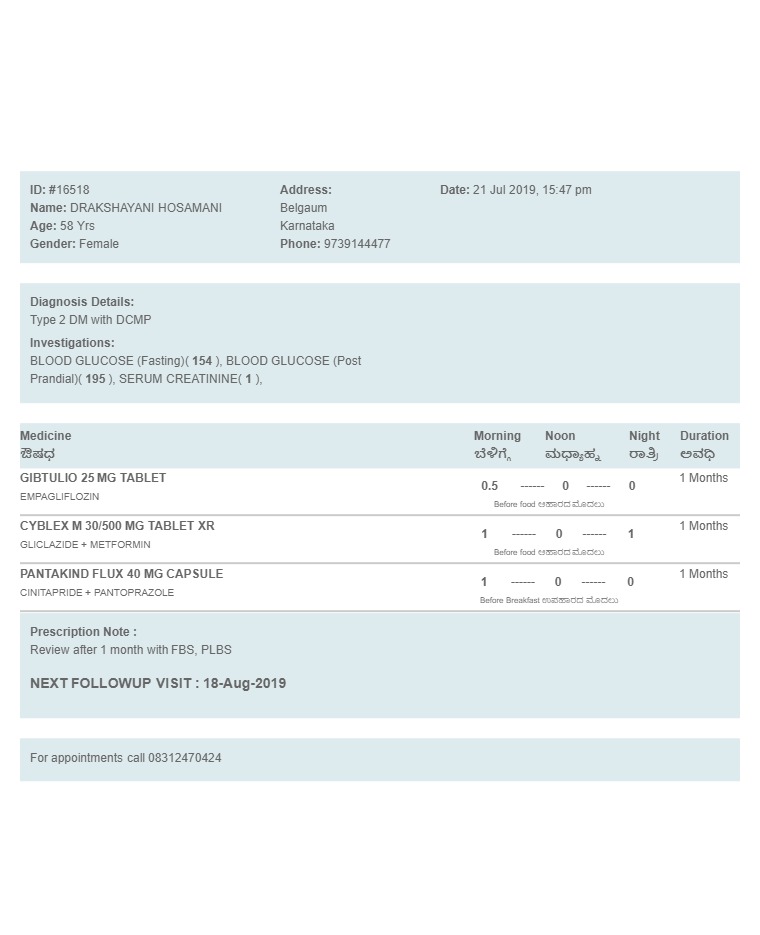 ID: #16518
Name: DRAKSHAYANI HOSAMANI
Age: 58 Yrs
Gender: Female
Address:
Belgaum
Karnataka
Phone: 9739144477
Date: 21 Jul 2019, 15:47 pm
Diagnosis Details:
Type 2 DM with DCMP
Investigations:
BLOOD GLUCOSE (Fasting)( 154 ), BLOOD GLUCOSE (Post
Prandial)( 195 ), SERUM CREATININE( 1 ),
Medicine Morning Noon Night Duration
ಔಷಧ ಬೆಳಿಗ್ಗೆ ಮಧ್ಯಾಹ್ನ ರಾತ್ರಿ ಅವಧಿ
GIBTULIO 25 MG TABLET 1 Months
0.5 ------ 0 ------ 0
EMPAGLIFLOZIN
Before food ಆಹಾರದ ಮೊದಲು
CYBLEX M 30/500 MG TABLET XR 1 Months
1 ------ 0 ------ 1
GLICLAZIDE + METFORMIN
Before food ಆಹಾರದ ಮೊದಲು
PANTAKIND FLUX 40 MG CAPSULE 1 Months
1 ------ 0 ------ 0
CINITAPRIDE + PANTOPRAZOLE
Before Breakfast ಉಪಹಾರದ ಮೊದಲು
Prescription Note :
Review after 1 month with FBS, PLBS
NEXT FOLLOWUP VISIT : 18-Aug-2019
For appointments call 08312470424